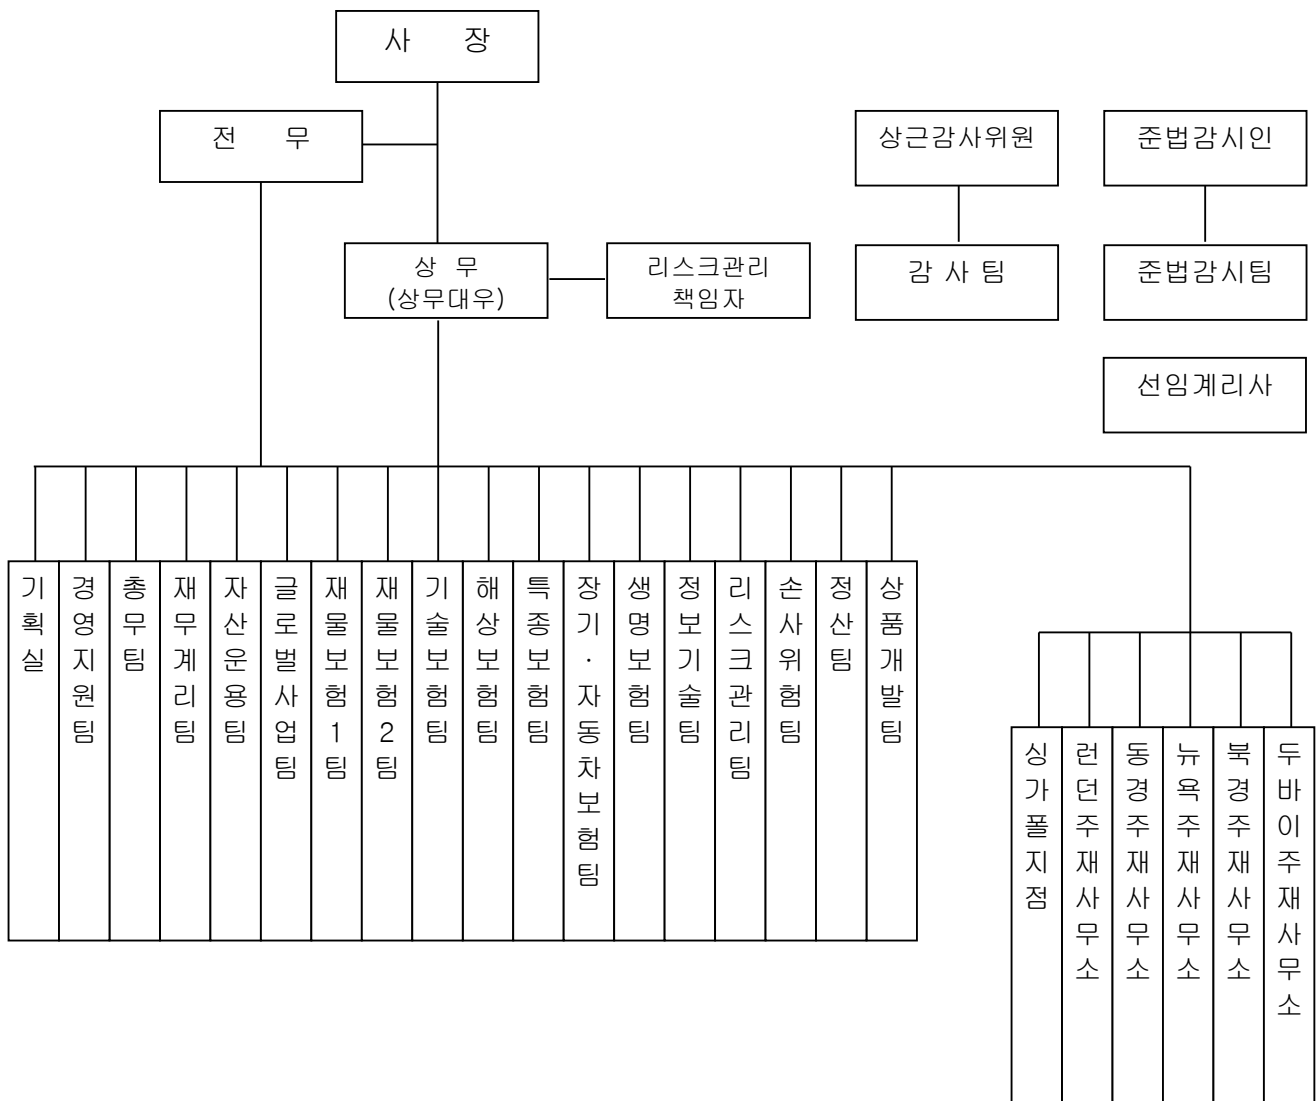 사 장
전 무
상근감사위원
준법감시인
상 무
(상무대우)
리스크관리
책임자
감 사 팀
준법감시팀
선임계리사
기획실
경영지원팀
총무팀
재무계리팀
자산운용팀
글로벌사업팀
재물보험1팀
재물보험2팀
기술보험팀
해상보험팀
특종보험팀
장기·자동차보험팀
생명보험팀
정보기술팀
리스크관리팀
손사위험팀
정산팀
상품개발팀
싱가폴지점
런던주재사무소
동경주재사무소
뉴욕주재사무소
북경주재사무소
두바이주재사무소